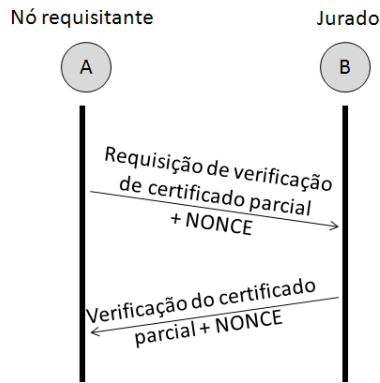 Nó requisitante
Jurado
A
B
Requisição de verificação
de certificado parcial
+ NONCE
Verificação do certificado
parcial + NONCE